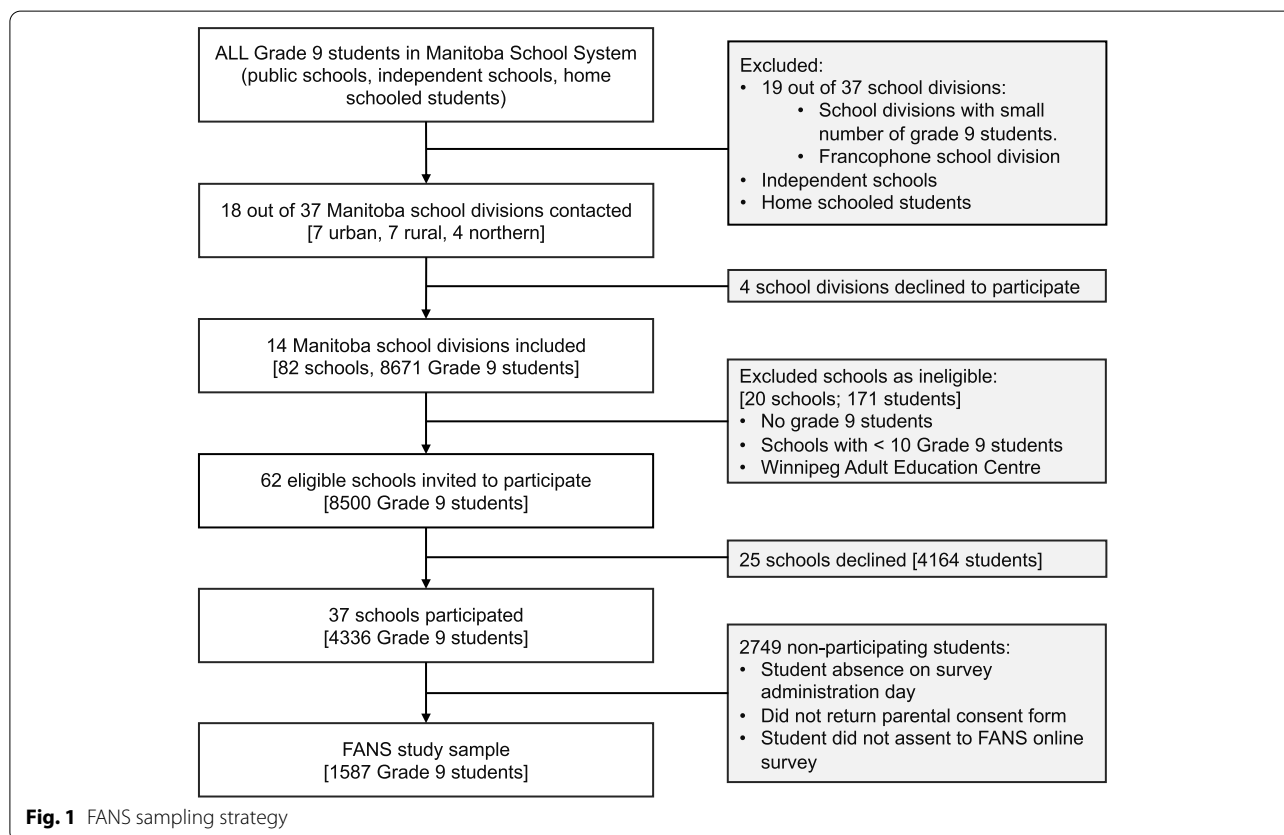 ALL Grade 9 students in Manitoba School System
(public schools, independent schools, home
schooled students)
Excluded:
• 19 out of 37 school divisions:
• School divisions with small
number of grade 9 students.
• Francophone school division
• Independent schools
• Home schooled students
18 out of 37 Manitoba school divisions contacted
[7 urban, 7 rural, 4 northern]
4 school divisions declined to participate
14 Manitoba school divisions included
[82 schools, 8671 Grade 9 students]
Excluded schools as ineligible:
[20 schools; 171 students]
• No grade 9 students
• Schools with < 10 Grade 9 students
• Winnipeg Adult Education Centre
62 eligible schools invited to participate
[8500 Grade 9 students]
25 schools declined [4164 students]
37 schools participated
[4336 Grade 9 students]
2749 non-participating students:
• Student absence on survey
administration day
• Did not return parental consent form
• Student did not assent to FANS online
survey
FANS study sample
[1587 Grade 9 students]
Fig. 1 FANS sampling strategy